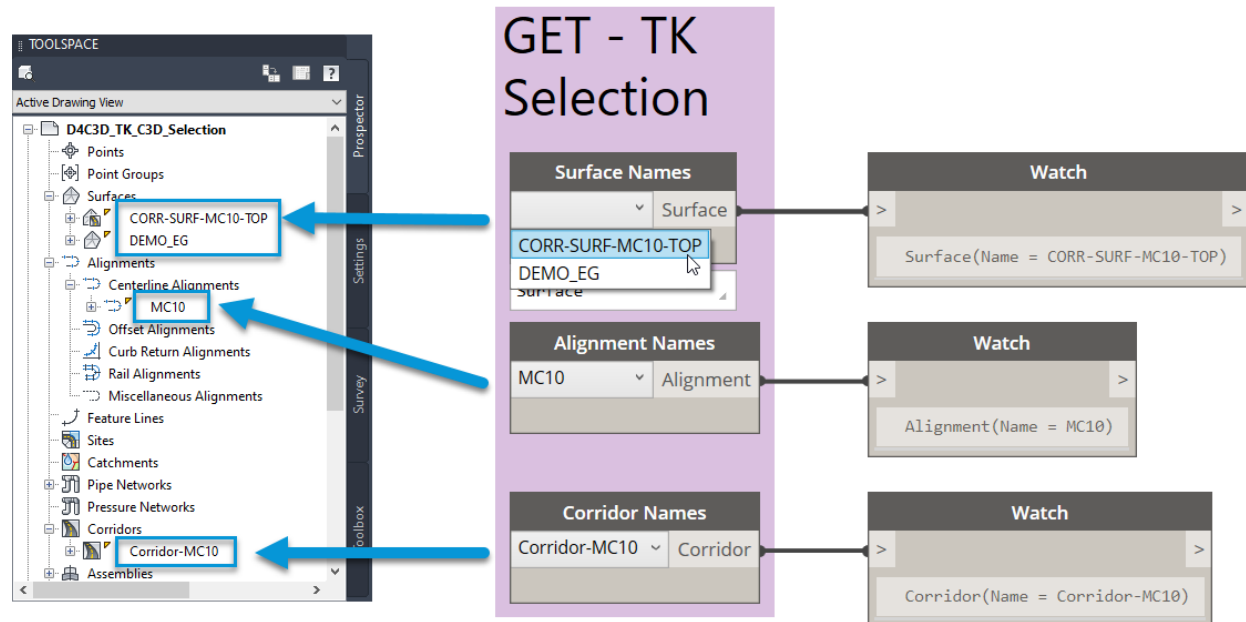 TOOLSPACE
Active Drawing View
D4C3D_TK_C3D_Selection
Points
Point Groups
Surfaces
CORR-SURF-MC10-TOP
DEMO_EG
Alignments
Centerline Alignments
MC10
Offset Alignments
Curb Return Alignments
Rail Alignments
Miscellaneous Alignments
Feature Lines
Sites
Catchments
Pipe Networks
Pressure Networks
Corridors
Corridor-MC10
Assemblies
Prospector
Settings
Survey
GET - TK
Selection
Surface Names
Surface
CORR-SURF-MC10-TOP
DEMO_EG
Surface
Watch
>
>
Surface(Name = CORR-SURF-MC10-TOP)
Alignment Names
MC10
Alignment
Watch
>
>
Alignment(Name = MC10)
Corridor Names
Corridor-MC10
Corridor
Watch
>
>
Corridor(Name = Corridor-MC10)